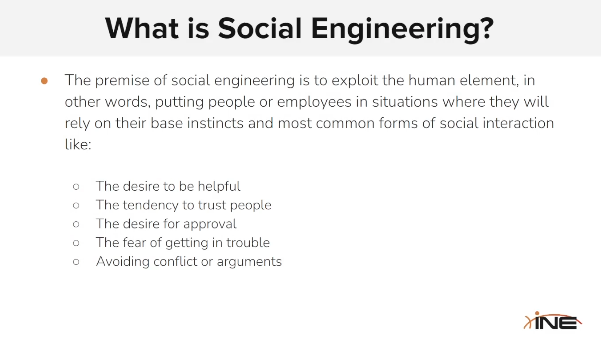 What is Social Engineering?
● The premise of social engineering is to exploit the human element, in
other words, putting people or employees in situations where they will
rely on their base instincts and most common forms of social interaction
like:
○ The desire to be helpful
○ The tendency to trust people
○ The desire for approval
○ The fear of getting in trouble
○ Avoiding conflict or arguments
INE